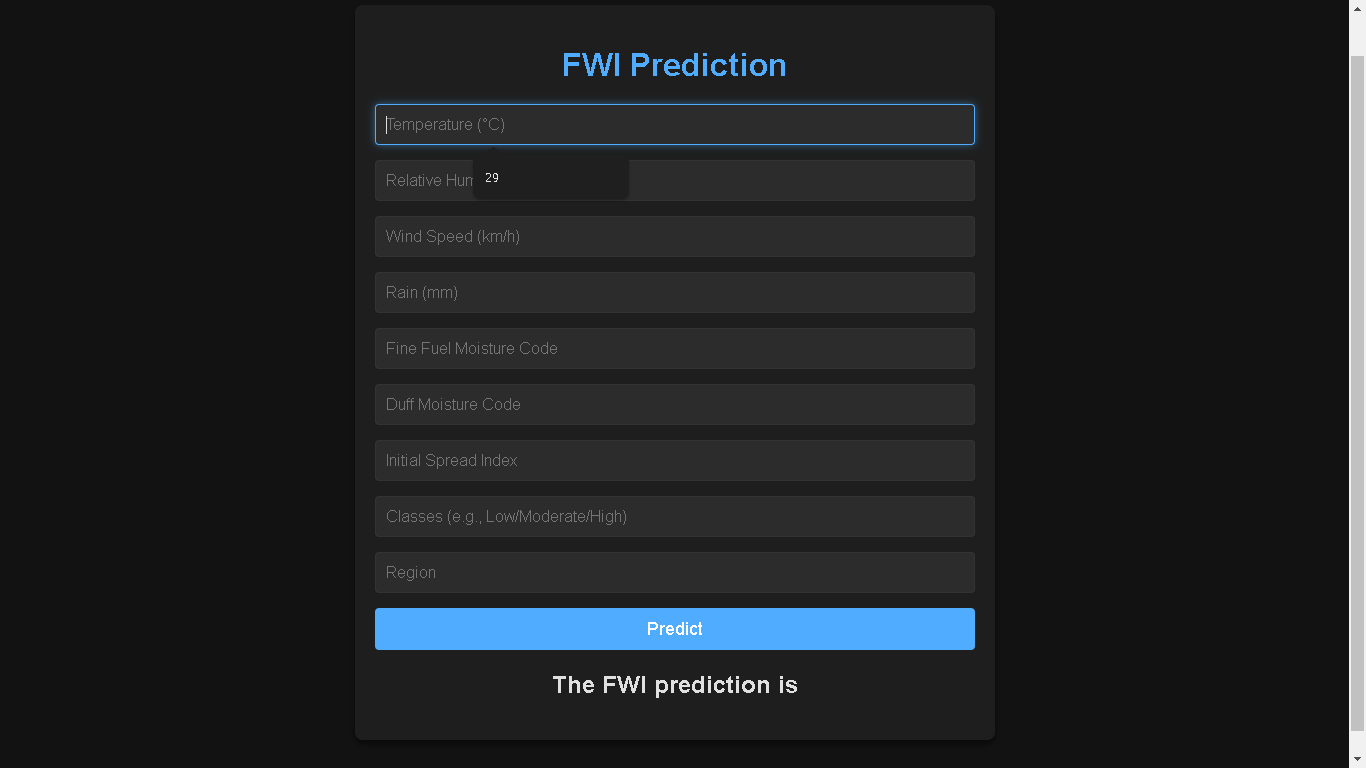 FWI Prediction
Temperature (°C)
Relative Hum
29
Wind Speed (km/h)
Rain (mm)
Fine Fuel Moisture Code
Duff Moisture Code
Initial Spread Index
Classes (e.g., Low/Moderate/High)
Region
Predict
The FWI prediction is